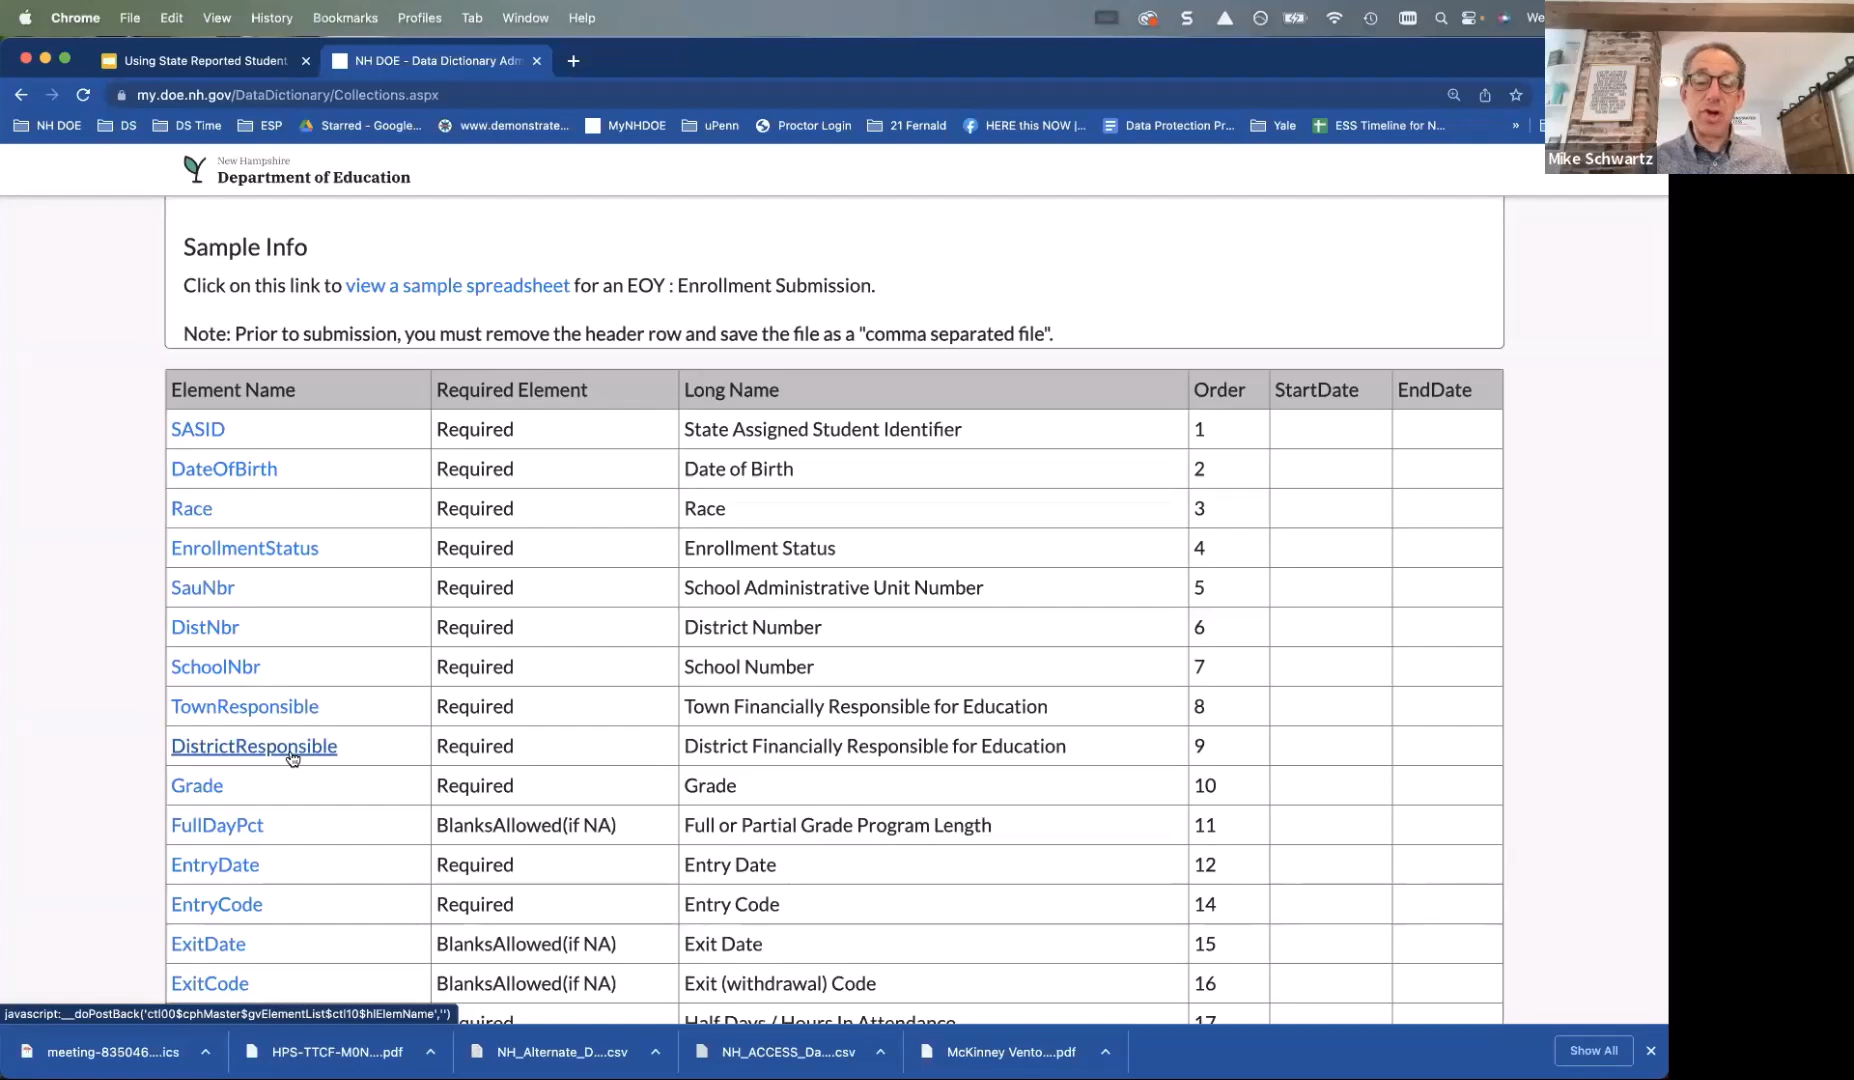 Chrome File Edit View History Bookmarks Profiles Tab Window Help We
Using State Reported Student
NH DOE - Data Dictionary Adm
my.doe.nh.gov/DataDictionary/Collections.aspx
NH DOE DS DS Time ESP Starred - Google... www.demonstrate... MyNHDOE uPenn Proctor Login 21 Fernald HERE this NOW |... Data Protection Pr... Yale ESS Timeline for N... »
Mike Schwartz
New Hampshire
Department of Education
Sample Info
Click on this link to view a sample spreadsheet for an EOY : Enrollment Submission.
Note: Prior to submission, you must remove the header row and save the file as a "comma separated file".
Element Name Required Element Long Name Order StartDate EndDate
SASID Required State Assigned Student Identifier 1
DateOfBirth Required Date of Birth 2
Race Required Race 3
EnrollmentStatus Required Enrollment Status 4
SauNbr Required School Administrative Unit Number 5
DistNbr Required District Number 6
SchoolNbr Required School Number 7
TownResponsible Required Town Financially Responsible for Education 8
DistrictResponsible Required District Financially Responsible for Education 9
Grade Required Grade 10
FullDayPct BlanksAllowed(if NA) Full or Partial Grade Program Length 11
EntryDate Required Entry Date 12
EntryCode Required Entry Code 14
ExitDate BlanksAllowed(if NA) Exit Date 15
ExitCode BlanksAllowed(if NA) Exit (withdrawal) Code 16
Half Days / Hours In Attendance 17
javascript:__doPostBack('ctl00$cphMaster$gvElementList$ctl10$hlElemName','')
meeting-835046....ics HPS-TTCF-M0N....pdf NH_Alternate_D....csv NH_ACCESS_Da....csv McKinney Vento....pdf Show All